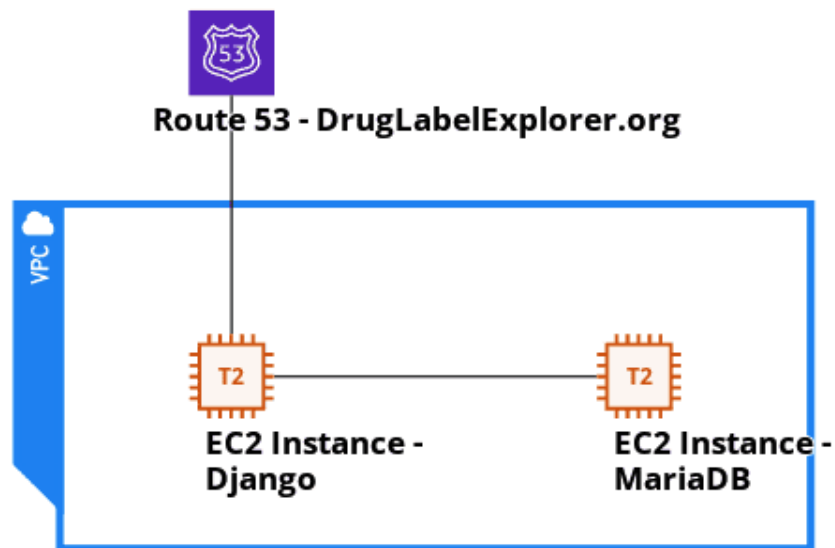 53
Route 53 - DrugLabelExplorer.org
VPC
T2
T2
EC2 Instance -
Django
EC2 Instance -
MariaDB